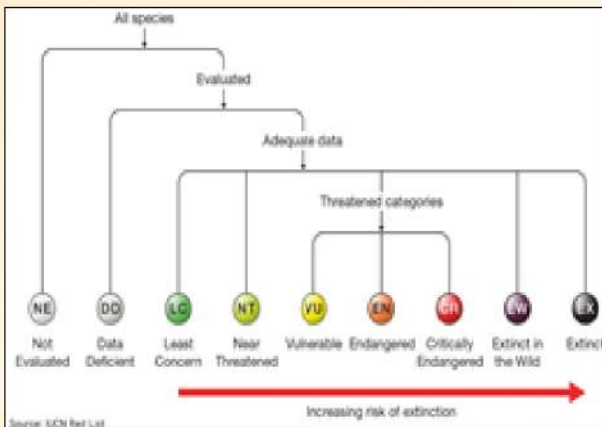 All species
Evaluated
Adequate data
Threatened categories
NE
DD
LC
NT
VU
EN
CR
EW
EX
Not Evaluated
Data Deficient
Least Concern
Near Threatened
Vulnerable
Endangered
Critically Endangered
Extinct in the Wild
Extinct
Increasing risk of extinction
Source: IUCN Red List